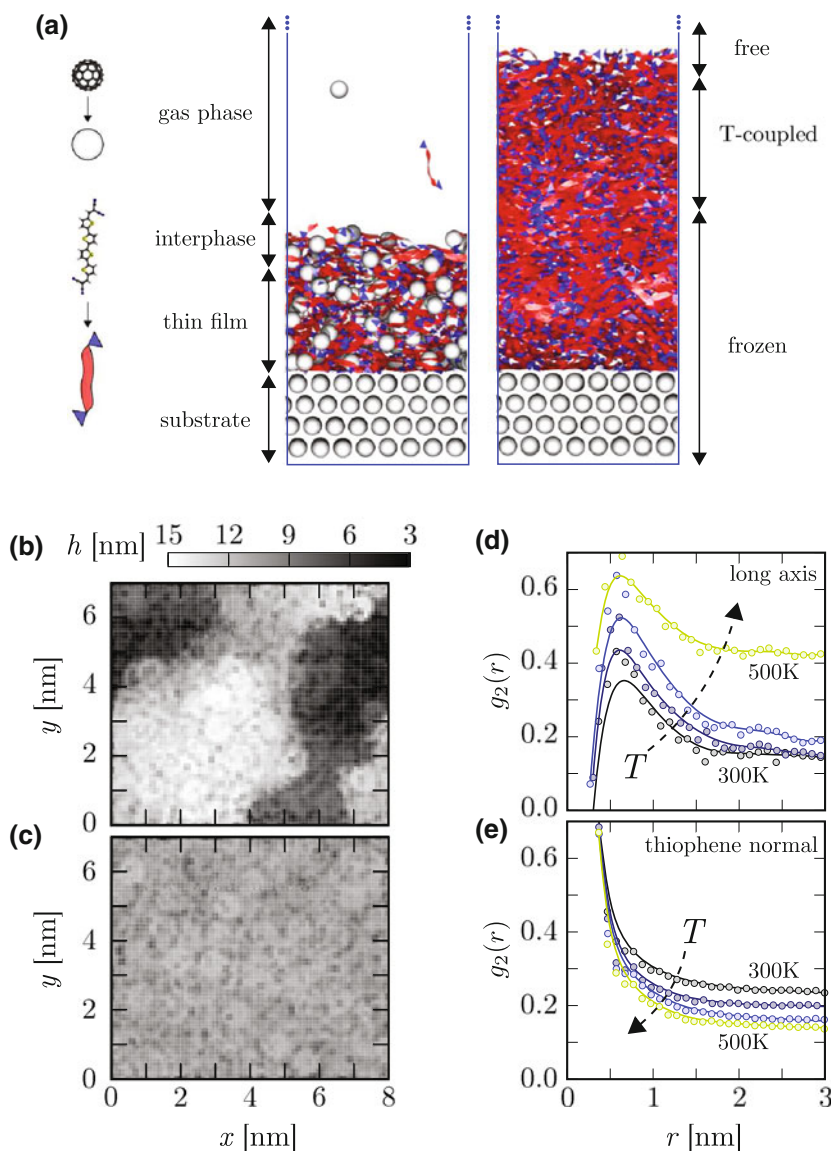 (a)
gas phase
interphase
thin film
substrate
free
T-coupled
frozen
(b)
h [nm]
15 12 9 6 3
y [nm]
6
4
2
0
(c)
y [nm]
6
4
2
0
0 2 4 6 8
x [nm]
(d)
long axis
g₂(r)
0.6
0.4
0.2
0.0
500K
T
300K
(e)
thiophene normal
g₂(r)
0.6
0.4
0.2
0.0
T
300K
500K
0 1 2 3
r [nm]